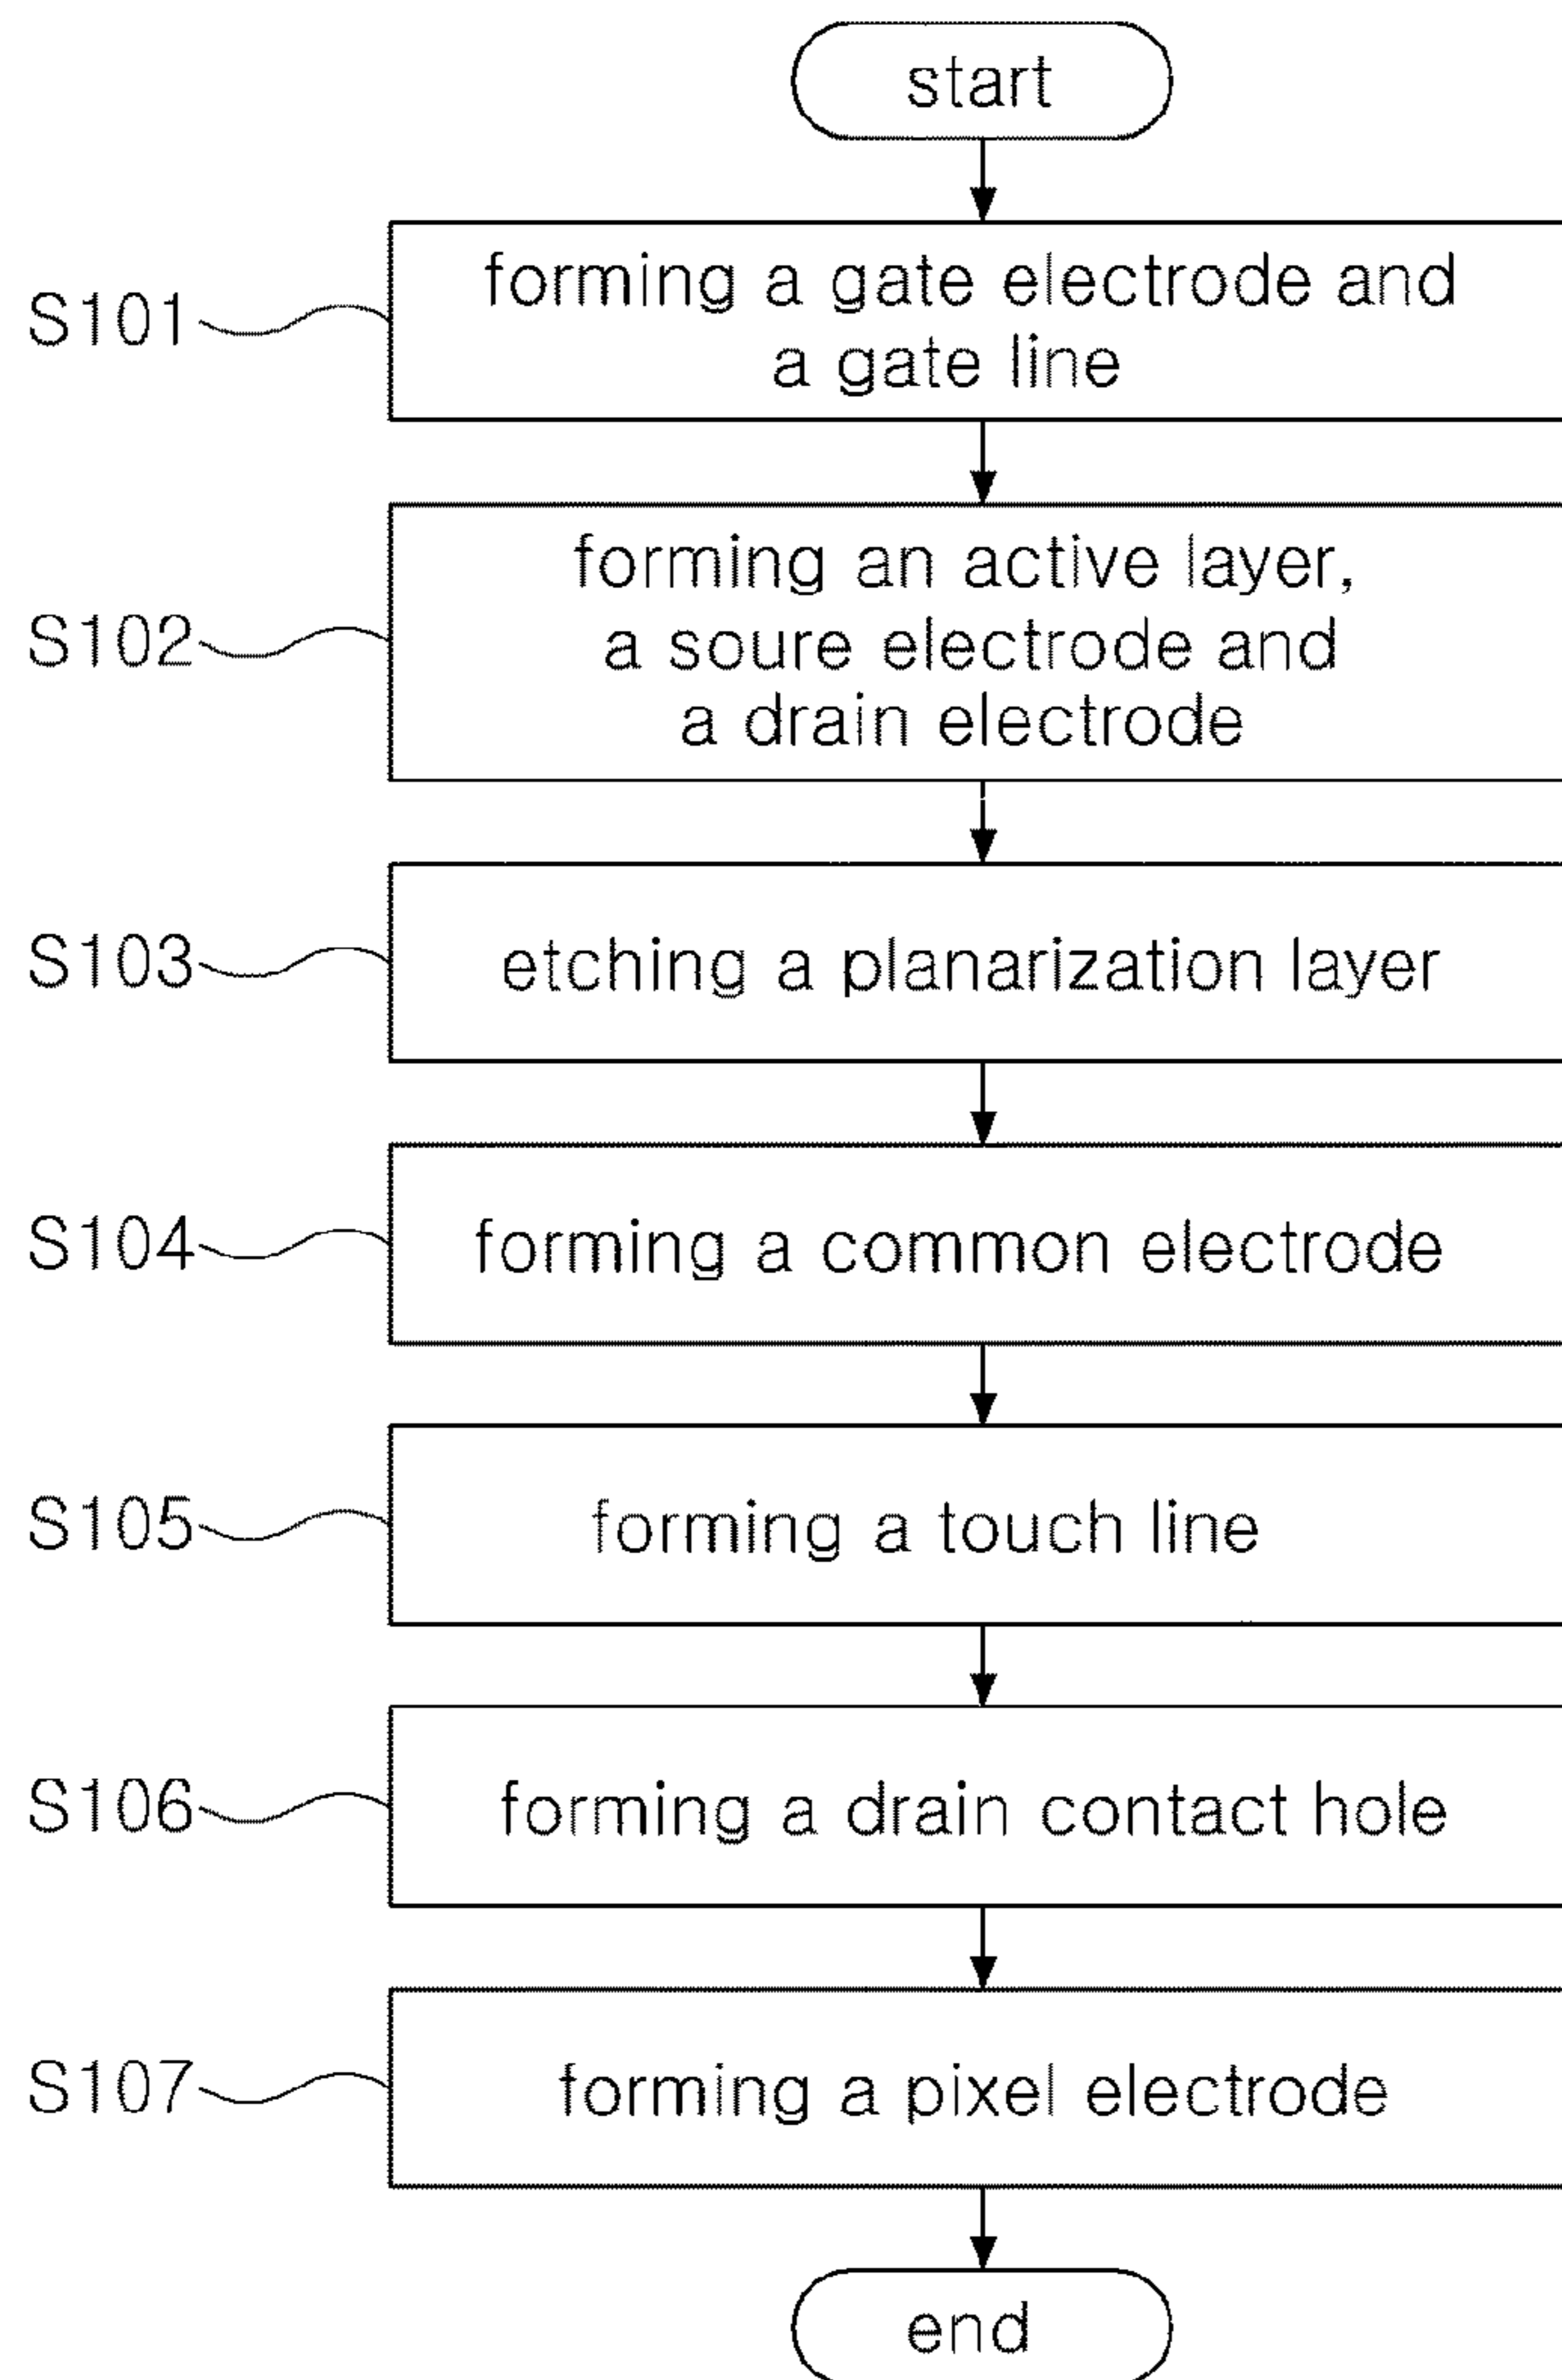 start
S101
forming a gate electrode and
a gate line
S102
forming an active layer,
a soure electrode and
a drain electrode
S103
etching a planarization layer
S104
forming a common electrode
S105
forming a touch line
S106
forming a drain contact hole
S107
forming a pixel electrode
end